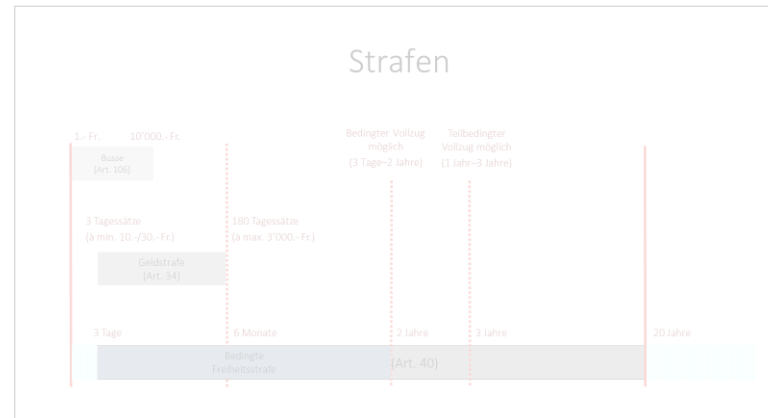 Strafen
1.- Fr. 10'000.- Fr.
Busse
(Art. 106)
Bedingter Vollzug
möglich
(3 Tage–2 Jahre)
Teilbedingter
Vollzug möglich
(1 Jahr–3 Jahre)
3 Tagessätze
(à min. 10.-/30.- Fr.)
180 Tagessätze
(à max. 3'000.- Fr.)
Geldstrafe
(Art. 34)
3 Tage 6 Monate 2 Jahre 3 Jahre 20 Jahre
Bedingte
Freiheitsstrafe
(Art. 40)